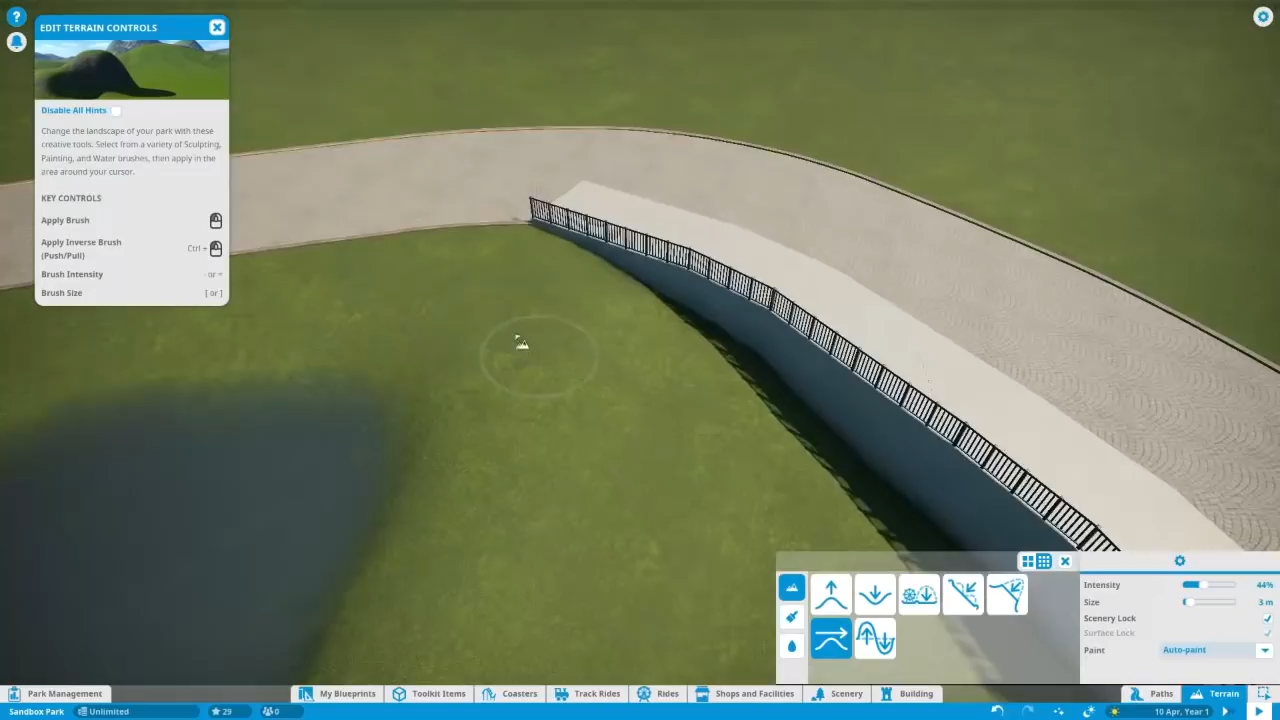 EDIT TERRAIN CONTROLS
Disable All Hints
Change the landscape of your park with these
creative tools. Select from a variety of Sculpting,
Painting, and Water brushes, then apply in the
area around your cursor.
KEY CONTROLS
Apply Brush
Apply Inverse Brush
(Push/Pull)
Ctrl +
Brush Intensity
- or =
Brush Size
[ or ]
Intensity
44%
Size
3 m
Scenery Lock
Surface Lock
Paint
Auto-paint
Park Management
My Blueprints
Toolkit Items
Coasters
Track Rides
Rides
Shops and Facilities
Scenery
Building
Paths
Terrain
Sandbox Park
Unlimited
29
0
10 Apr, Year 1